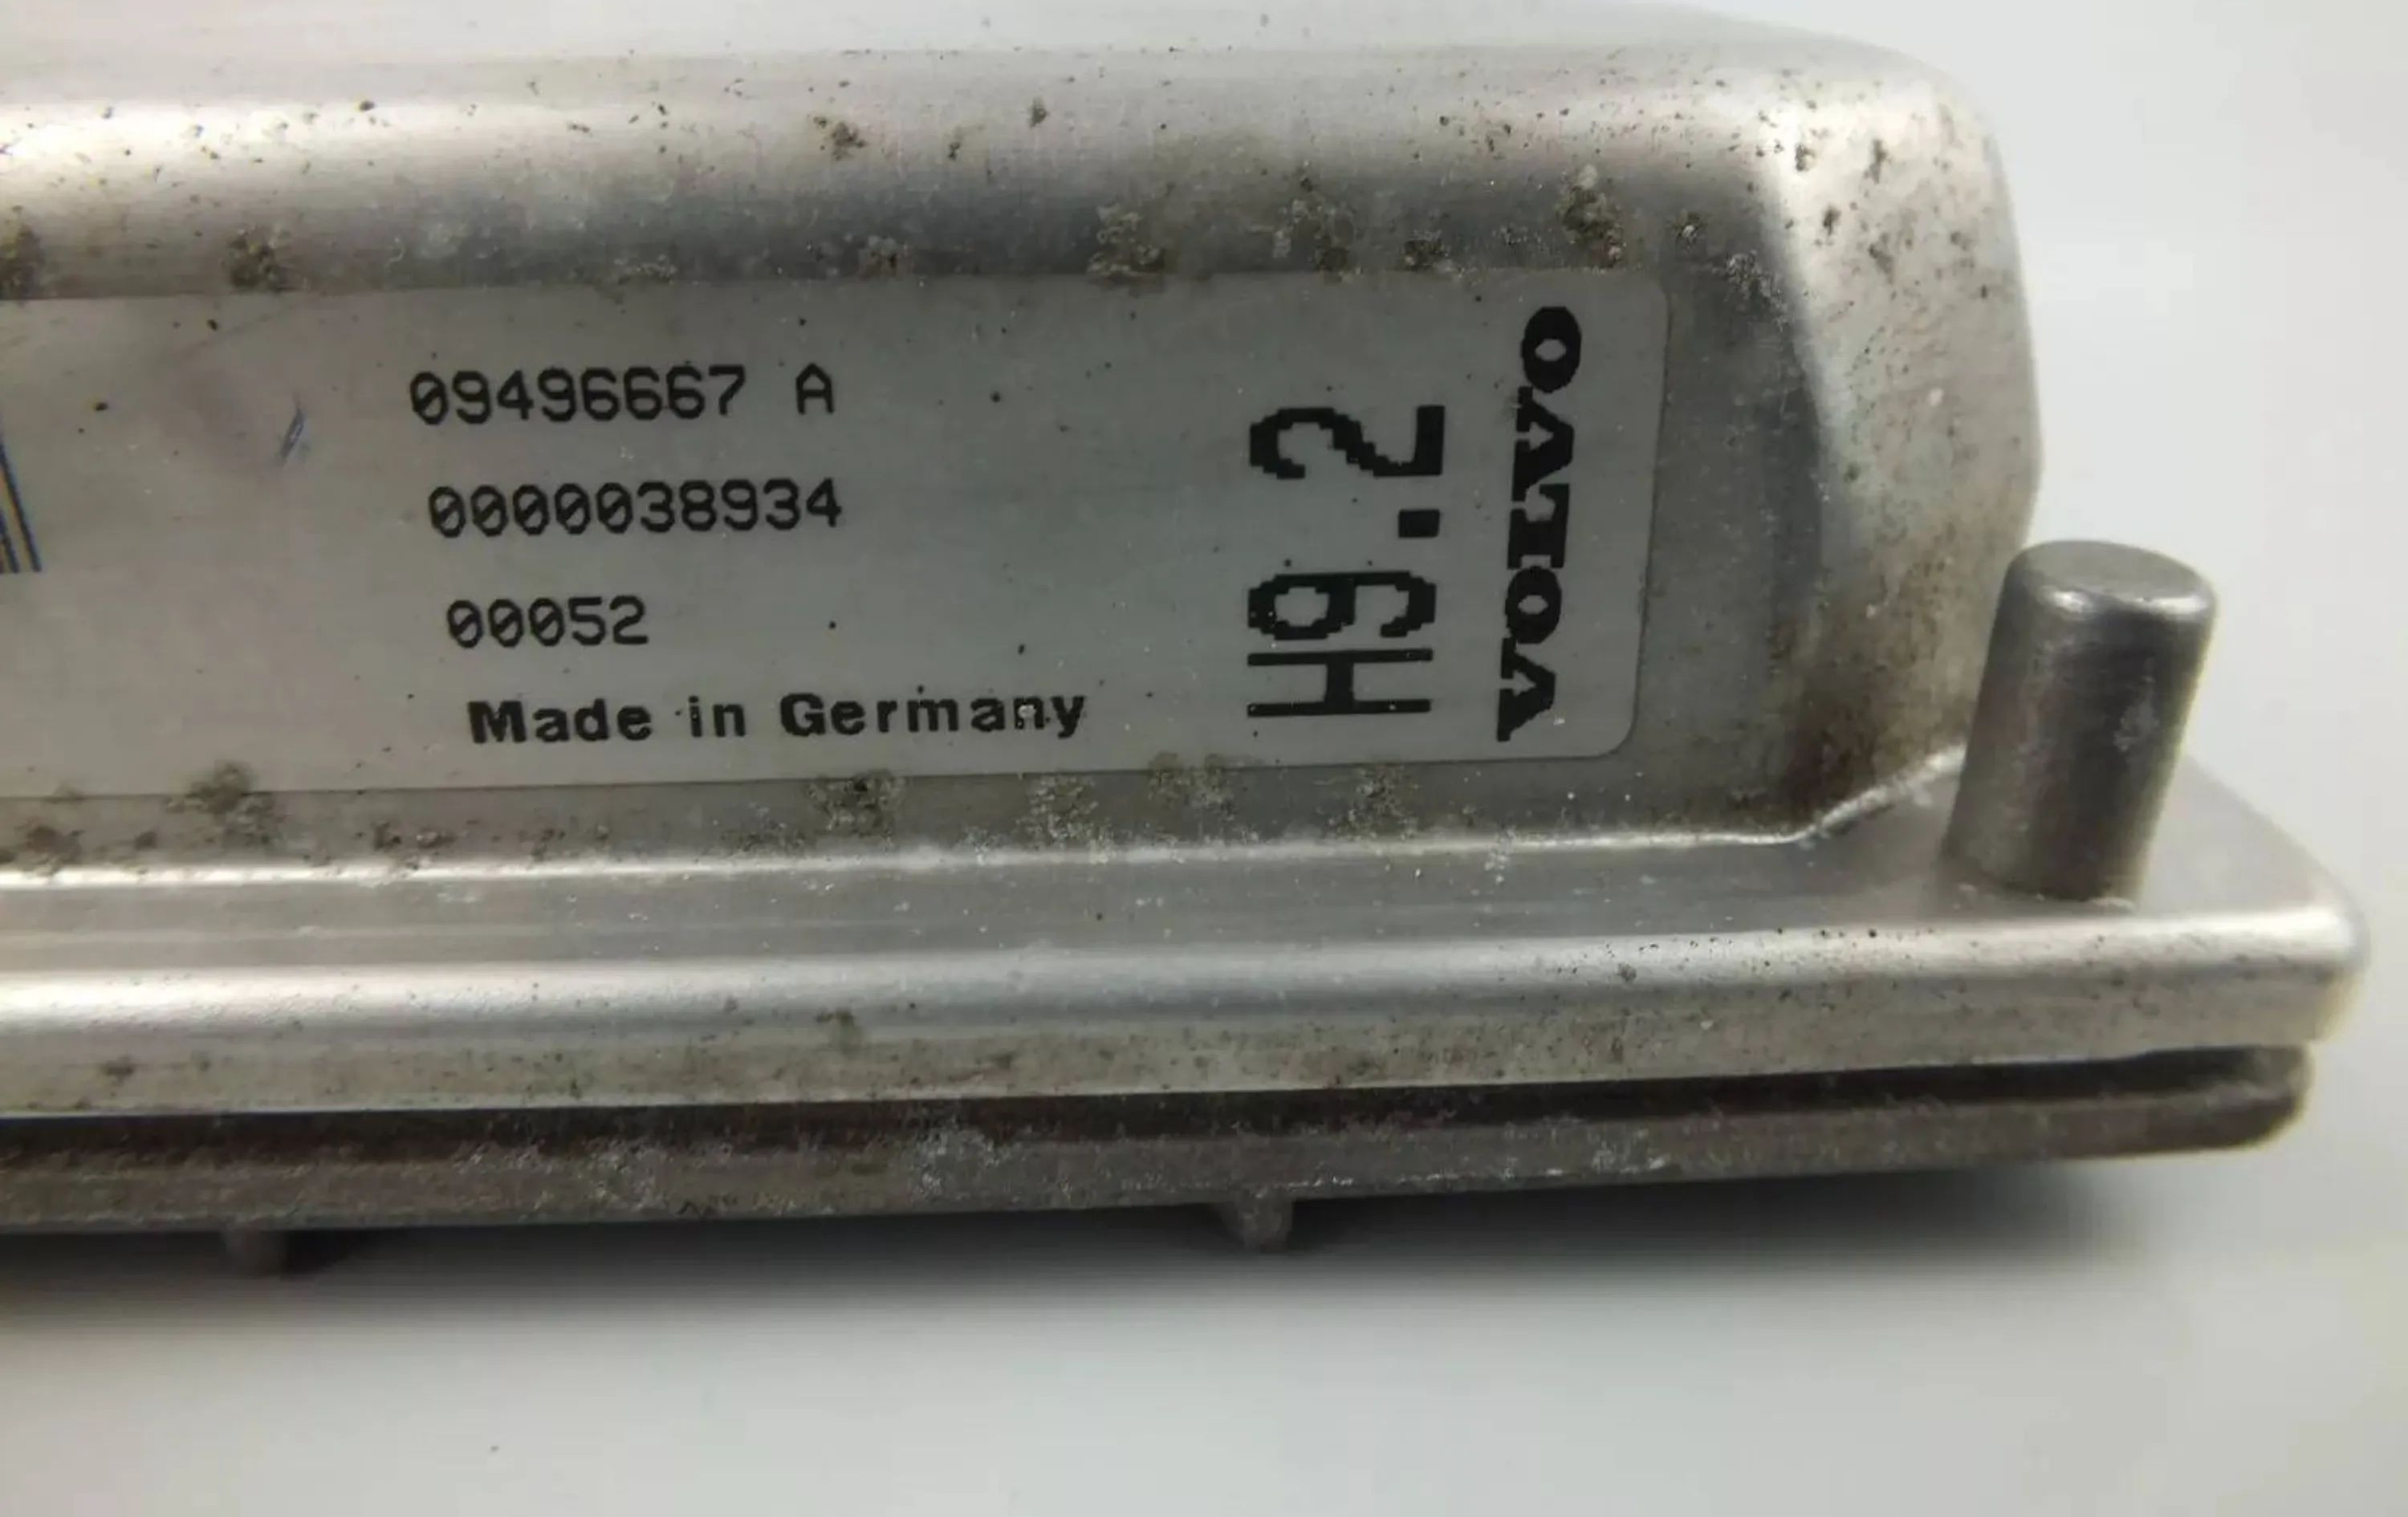 09496667 A
0000038934
00052
Made in Germany
H9.2
VOLVO